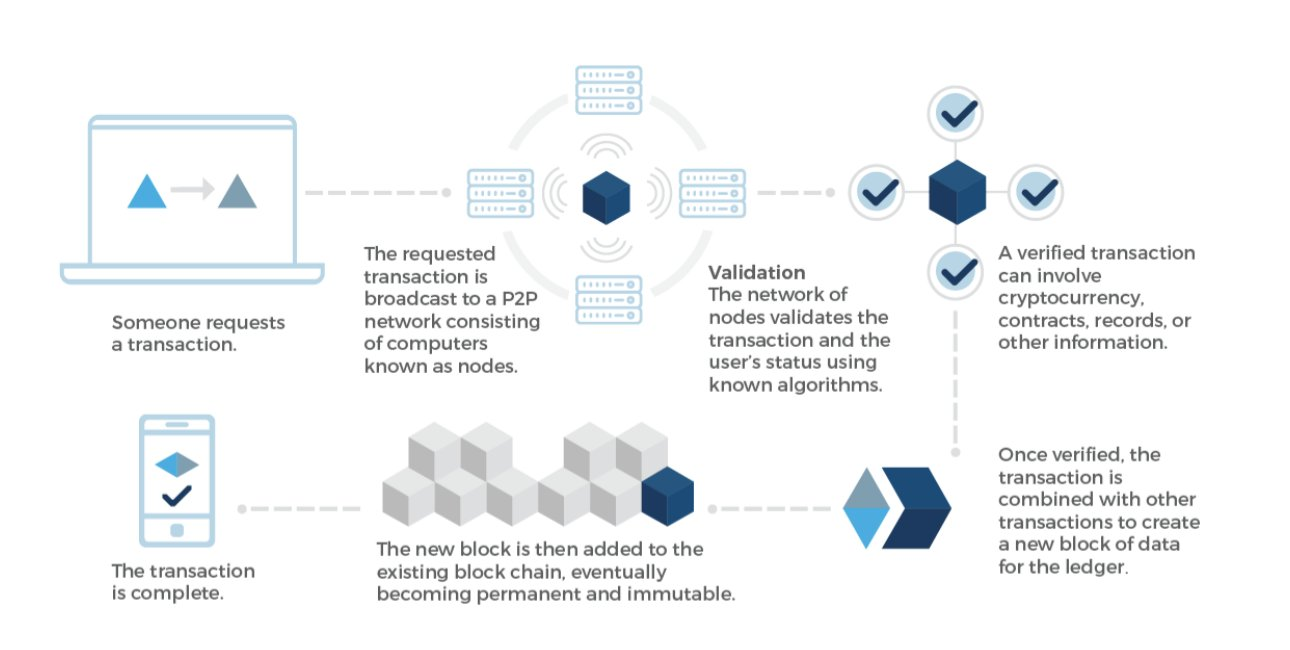 Someone requests
a transaction.
The requested
transaction is
broadcast to a P2P
network consisting
of computers
known as nodes.
Validation
The network of
nodes validates the
transaction and the
user's status using
known algorithms.
A verified transaction
can involve
cryptocurrency,
contracts, records, or
other information.
Once verified, the
transaction is
combined with other
transactions to create
a new block of data
for the ledger.
The new block is then added to the
existing block chain, eventually
becoming permanent and immutable.
The transaction
is complete.